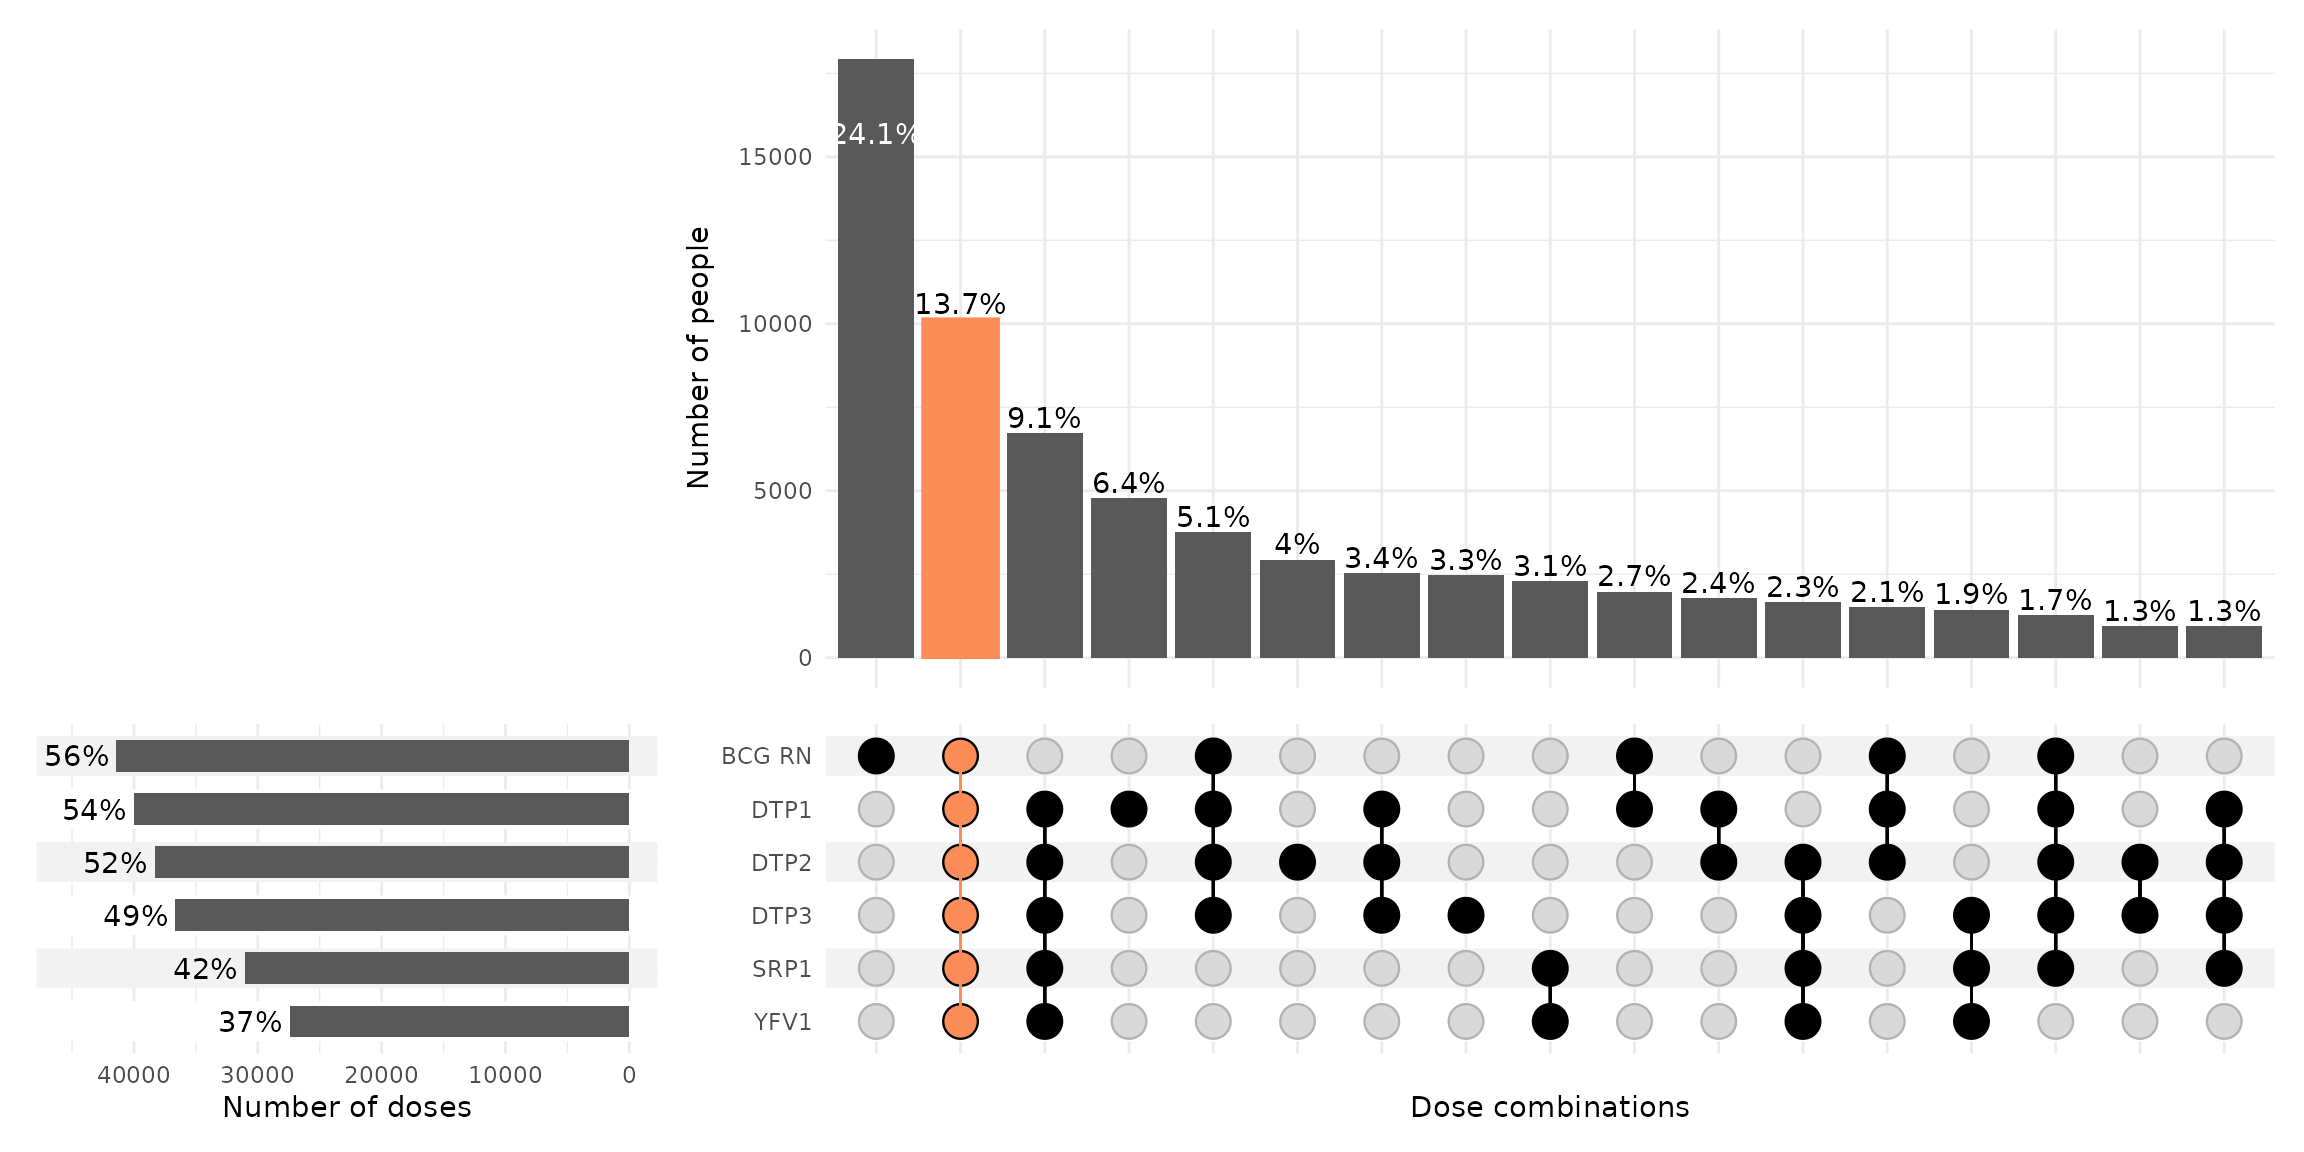 24.1%
15000
13.7%
10000
9.1%
6.4%
5000
5.1%
4%
3.4%
3.3%
3.1%
2.7%
2.4%
2.3%
2.1%
1.9%
1.7%
1.3%
1.3%
0
Number of people
56%
54%
52%
49%
42%
37%
40000 30000 20000 10000 0
Number of doses
BCG RN
DTP1
DTP2
DTP3
SRP1
YFV1
Dose combinations